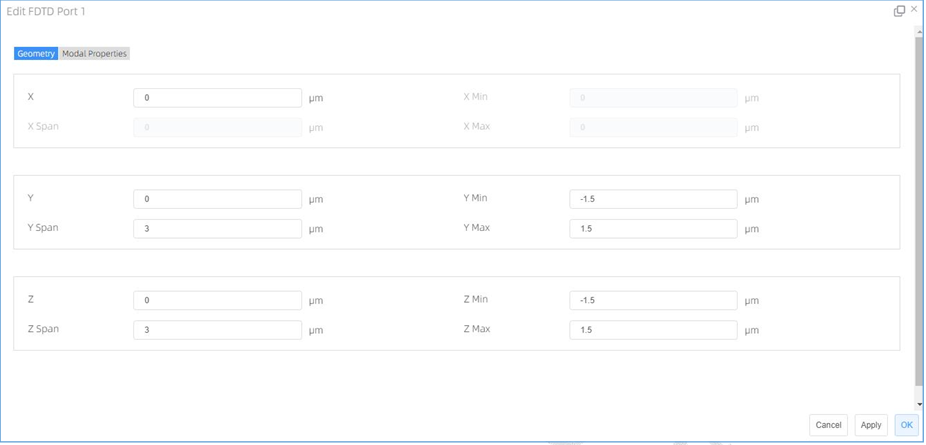 Edit FDTD Port 1
Geometry Modal Properties
X 0 μm X Min 0 μm
X Span 0 μm X Max 0 μm
Y 0 μm Y Min -1.5 μm
Y Span 3 μm Y Max 1.5 μm
Z 0 μm Z Min -1.5 μm
Z Span 3 μm Z Max 1.5 μm
Cancel Apply OK